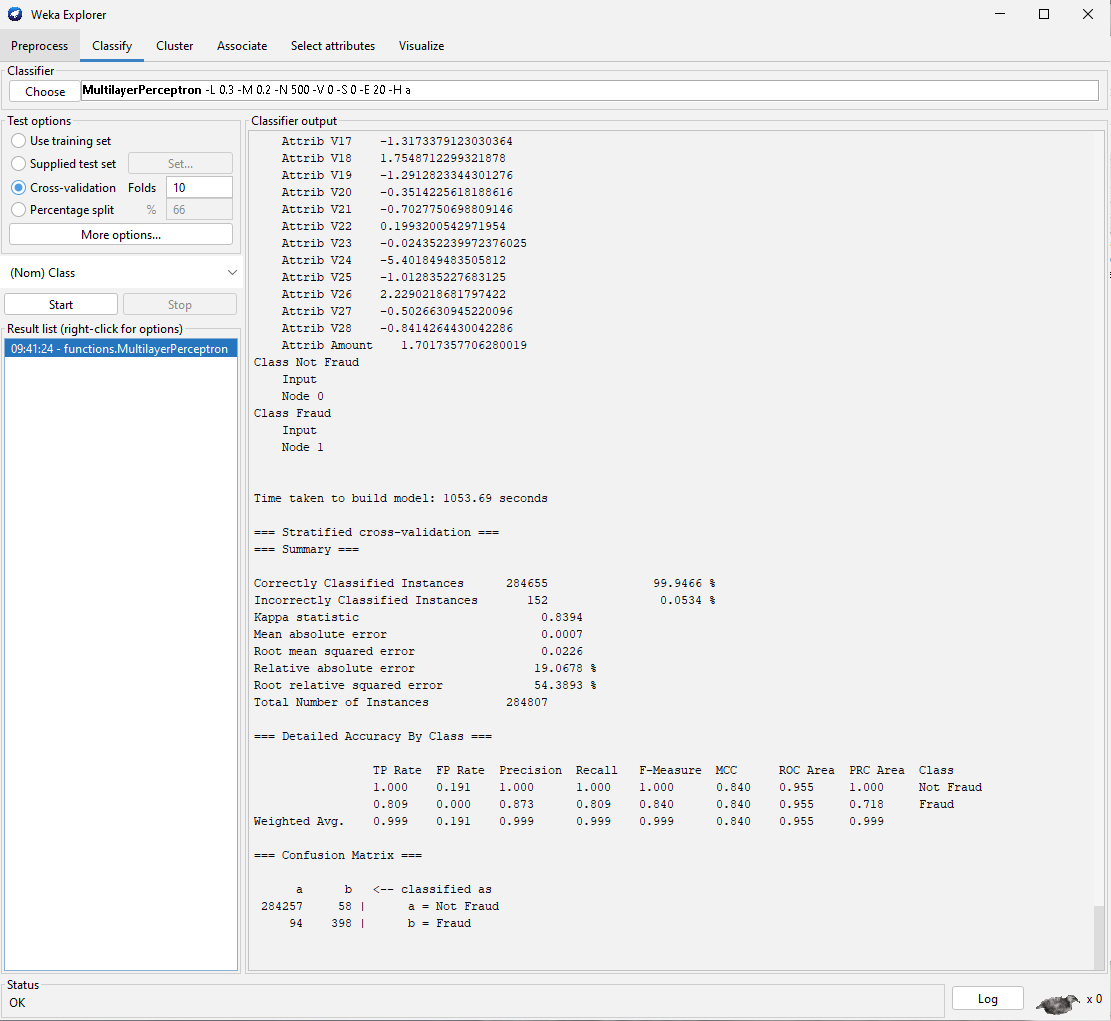 Weka Explorer
Preprocess Classify Cluster Associate Select attributes Visualize
Classifier
Choose MultilayerPerceptron -L 0.3 -M 0.2 -N 500 -V 0 -S 0 -E 20 -H a
Test options
Use training set
Supplied test set Set...
Cross-validation Folds 10
Percentage split % 66
More options...
(Nom) Class
Start Stop
Result list (right-click for options)
09:41:24 - functions.MultilayerPerceptron
Classifier output
Attrib V17 -1.3173379123030364
Attrib V18 1.7548712299321878
Attrib V19 -1.2912823344301276
Attrib V20 -0.3514225618188616
Attrib V21 -0.7027750698809146
Attrib V22 0.1993200542971954
Attrib V23 -0.024352239972376025
Attrib V24 -5.401849483505812
Attrib V25 -1.012835227683125
Attrib V26 2.2290218681797422
Attrib V27 -0.5026630945220096
Attrib V28 -0.8414264430042286
Attrib Amount 1.7017357706280019
Class Not Fraud
Input
Node 0
Class Fraud
Input
Node 1
Time taken to build model: 1053.69 seconds
=== Stratified cross-validation ===
=== Summary ===
Correctly Classified Instances 284655 99.9466 %
Incorrectly Classified Instances 152 0.0534 %
Kappa statistic 0.8394
Mean absolute error 0.0007
Root mean squared error 0.0226
Relative absolute error 19.0678 %
Root relative squared error 54.3893 %
Total Number of Instances 284807
=== Detailed Accuracy By Class ===
TP Rate FP Rate Precision Recall F-Measure MCC ROC Area PRC Area Class
1.000 0.191 1.000 1.000 1.000 0.840 0.955 1.000 Not Fraud
0.809 0.000 0.873 0.809 0.840 0.840 0.955 0.718 Fraud
Weighted Avg. 0.999 0.191 0.999 0.999 0.999 0.840 0.955 0.999
=== Confusion Matrix ===
a b <-- classified as
284257 58 | a = Not Fraud
94 398 | b = Fraud
Status
OK
Log x 0